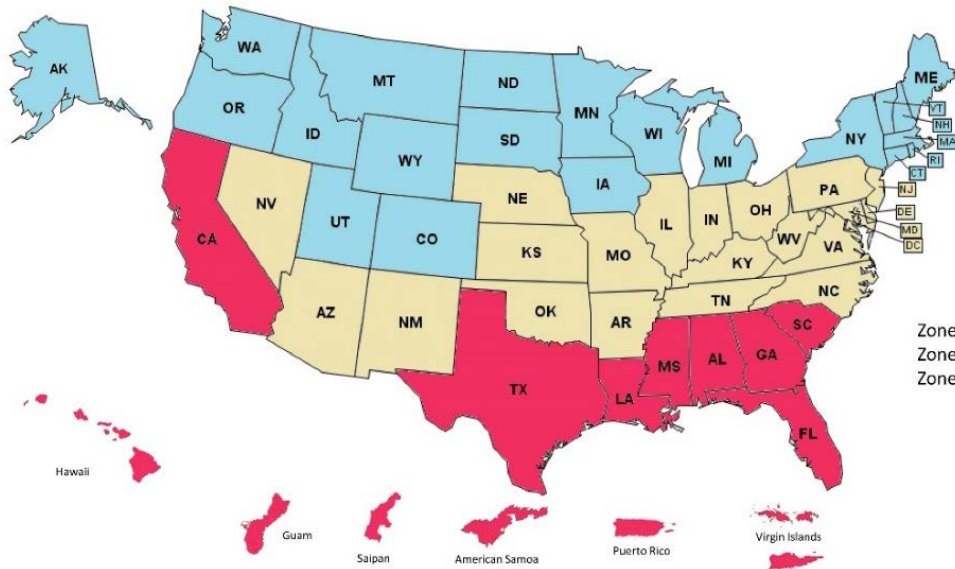 WA
ME
AK
MT
ND
MN
VT
OR
NH
ID
SD
WI
NY
MA
WY
MI
RI
CT
IA
PA
NJ
NE
OH
NV
IL
IN
DE
UT
WV
MD
CA
CO
VA
DC
KS
MO
KY
NC
TN
AZ
OK
NM
AR
SC
Zone
MS
AL
GA
Zone
TX
LA
Zone
FL
Hawaii
Guam
Saipan
American Samoa
Puerto Rico
Virgin Islands